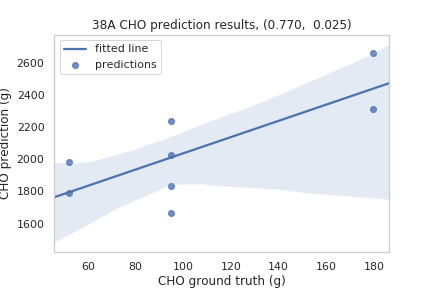 38A CHO prediction results, (0.770, 0.025)
fitted line
predictions
2600
2400
2200
2000
1800
1600
CHO prediction (g)
60 80 100 120 140 160 180
CHO ground truth (g)